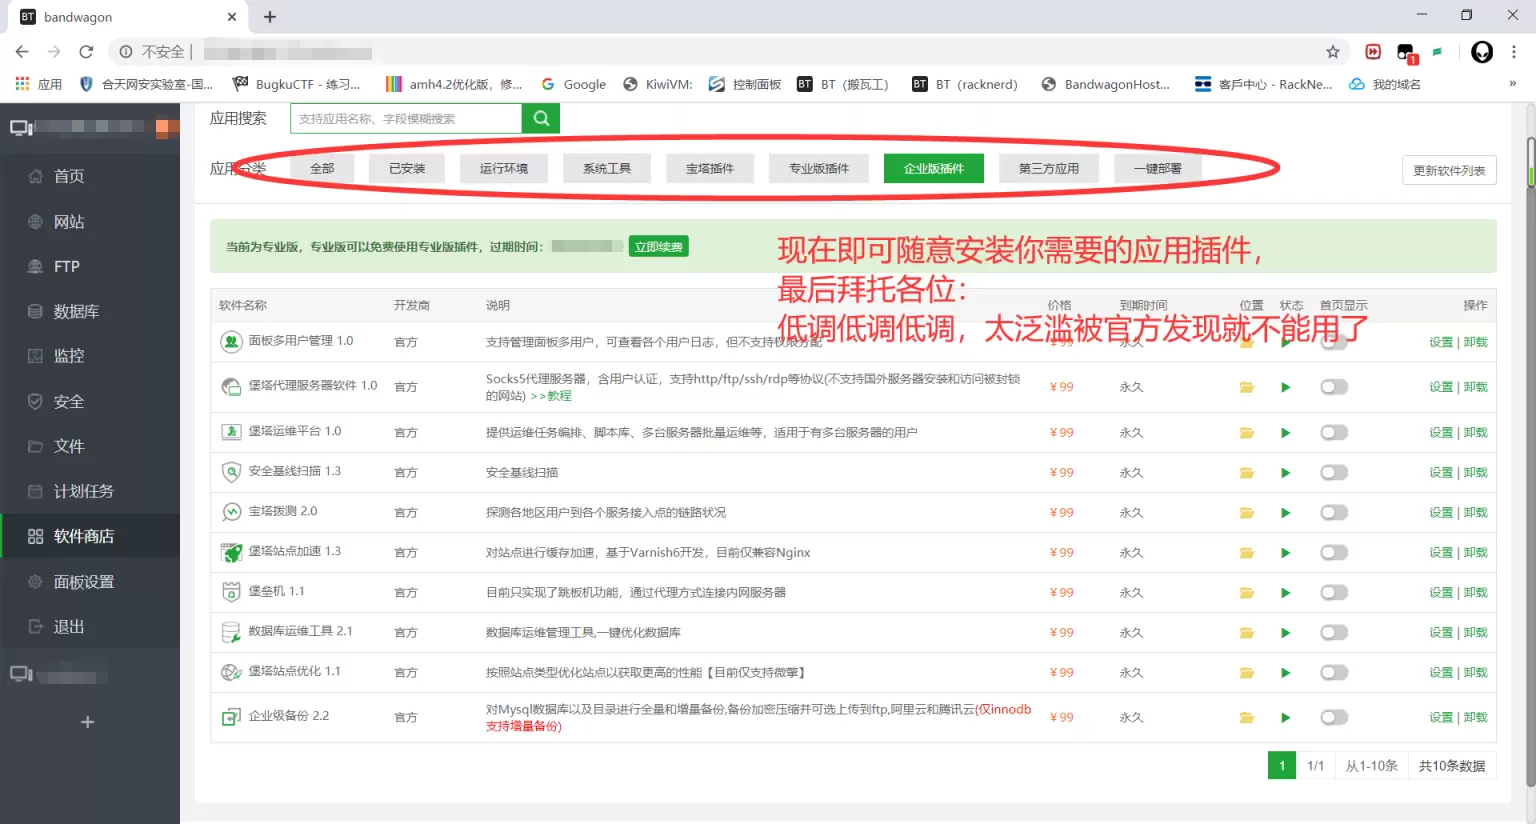 BT bandwagon
不安全
应用 合天网安实验室-国... BugkuCTF - 练习... amh4.2优化版，修... Google KiwiVM: 控制面板 BT BT（搬瓦工） BT BT（racknerd） BandwagonHost... 客戶中心 - RackNe... 我的域名 »
1
首页
网站
FTP
数据库
监控
安全
文件
计划任务
软件商店
面板设置
退出
应用搜索 支持应用名称、字段模糊搜索
应用分类 全部 已安装 运行环境 系统工具 宝塔插件 专业版插件 企业版插件 第三方应用 一键部署 更新软件列表
当前为专业版，专业版可以免费使用专业版插件，过期时间： 立即续费
现在即可随意安装你需要的应用插件，
最后拜托各位：
低调低调低调，太泛滥被官方发现就不能用了
软件名称 开发商 说明 价格 到期时间 位置 状态 首页显示 操作
面板多用户管理 1.0 官方 支持管理面板多用户，可查看各个用户日志，但不支持权限分配 ￥99 永久 设置 | 卸载
堡塔代理服务器软件 1.0 官方 Socks5代理服务器，含用户认证，支持http/ftp/ssh/rdp等协议(不支持国外服务器安装和访问被封锁
的网站) >>教程 ￥99 永久 设置 | 卸载
堡塔运维平台 1.0 官方 提供运维任务编排、脚本库、多台服务器批量运维等，适用于有多台服务器的用户 ￥99 永久 设置 | 卸载
安全基线扫描 1.3 官方 安全基线扫描 ￥99 永久 设置 | 卸载
宝塔拨测 2.0 官方 探测各地区用户到各个服务接入点的链路状况 ￥99 永久 设置 | 卸载
堡塔站点加速 1.3 官方 对站点进行缓存加速，基于Varnish6开发，目前仅兼容Nginx ￥99 永久 设置 | 卸载
堡垒机 1.1 官方 目前只实现了跳板机功能，通过代理方式连接内网服务器 ￥99 永久 设置 | 卸载
数据库运维工具 2.1 官方 数据库运维管理工具,一键优化数据库 ￥99 永久 设置 | 卸载
堡塔站点优化 1.1 官方 按照站点类型优化站点以获取更高的性能【目前仅支持微擎】 ￥99 永久 设置 | 卸载
企业级备份 2.2 官方 对Mysql数据库以及目录进行全量和增量备份,备份加密压缩并可选上传到ftp,阿里云和腾讯云(仅innodb
支持增量备份) ￥99 永久 设置 | 卸载
1 1/1 从1-10条 共10条数据